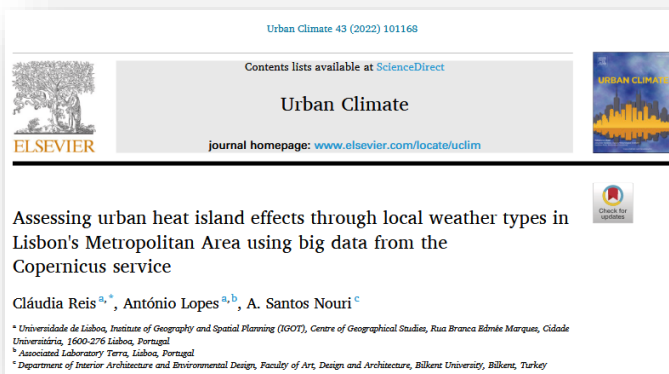 Urban Climate 43 (2022) 101168
Contents lists available at ScienceDirect
Urban Climate
journal homepage: www.elsevier.com/locate/uclim
ELSEVIER
URBAN CLIMATE
Check for
updates
Assessing urban heat island effects through local weather types in
Lisbon's Metropolitan Area using big data from the
Copernicus service
Cláudia Reis a,*, António Lopes a,b, A. Santos Nouri c
a Universidade de Lisboa, Institute of Geography and Spatial Planning (IGOT), Centre of Geographical Studies, Rua Branca Edmée Marques, Cidade
Universitária, 1600-276 Lisboa, Portugal
b Associated Laboratory Terra, Lisboa, Portugal
c Department of Interior Architecture and Environmental Design, Faculty of Art, Design and Architecture, Bilkent University, Bilkent, Turkey